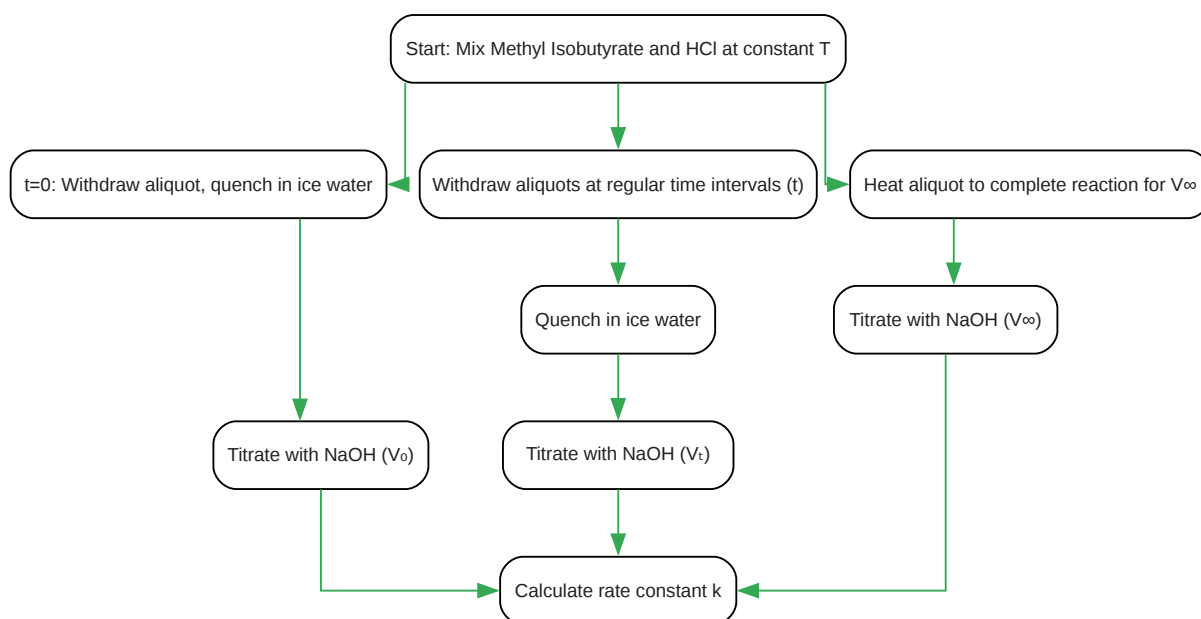 Start: Mix Methyl Isobutyrate and HCl at constant T
t=0: Withdraw aliquot, quench in ice water
Withdraw aliquots at regular time intervals (t)
Heat aliquot to complete reaction for V∞
Quench in ice water
Titrate with NaOH (V∞)
Titrate with NaOH (V₀)
Titrate with NaOH (Vₜ)
Calculate rate constant k